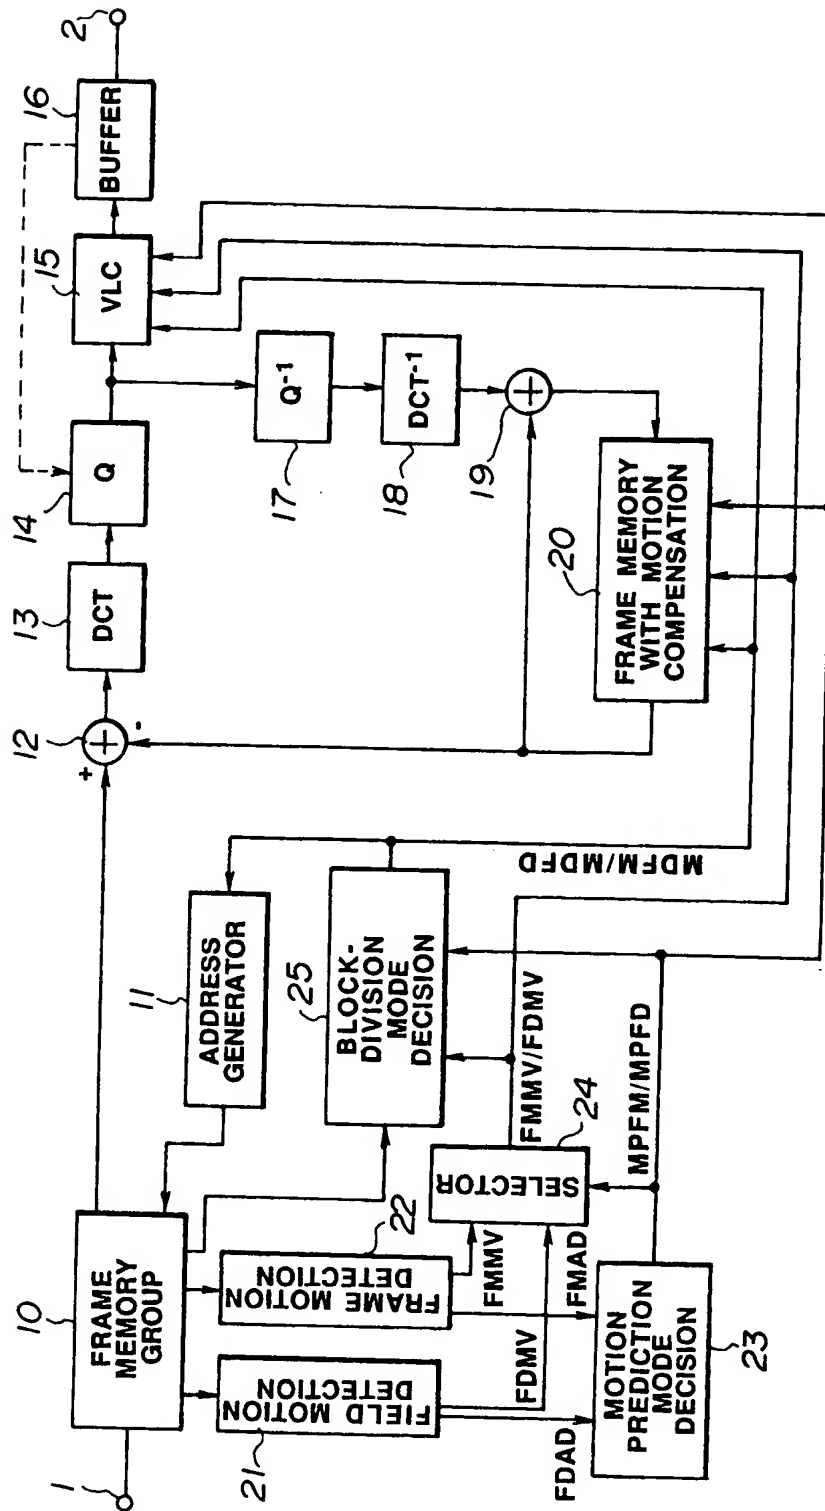 1
10
FRAME
MEMORY
GROUP
12
+
-
13
DCT
14
Q
15
VLC
16
BUFFER
2
11
ADDRESS
GENERATOR
17
Q-1
18
DCT-1
19
20
FRAME MEMORY
WITH MOTION
COMPENSATION
25
BLOCK-
DIVISION
MODE
DECISION
MDFM/MDFD
21
FIELD MOTION
DETECTION
22
FRAME MOTION
DETECTION
FMMV
FDMV
FMAD
FDAD
24
SELECTOR
FMMV/FDMV
MPFM/MPFD
23
MOTION
PREDICTION
MODE
DECISION